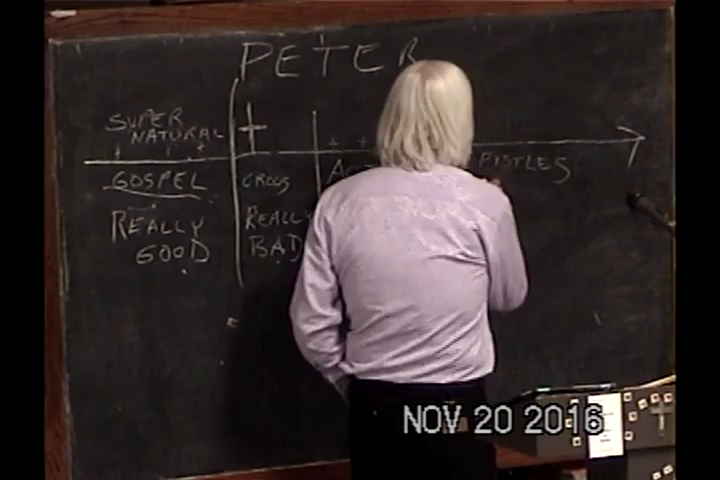 PETER
SUPER
NATURAL
GOSPEL
CROSS
PISTLES
REALLY
GOOD
REALLY
BAD
NOV 20 2016